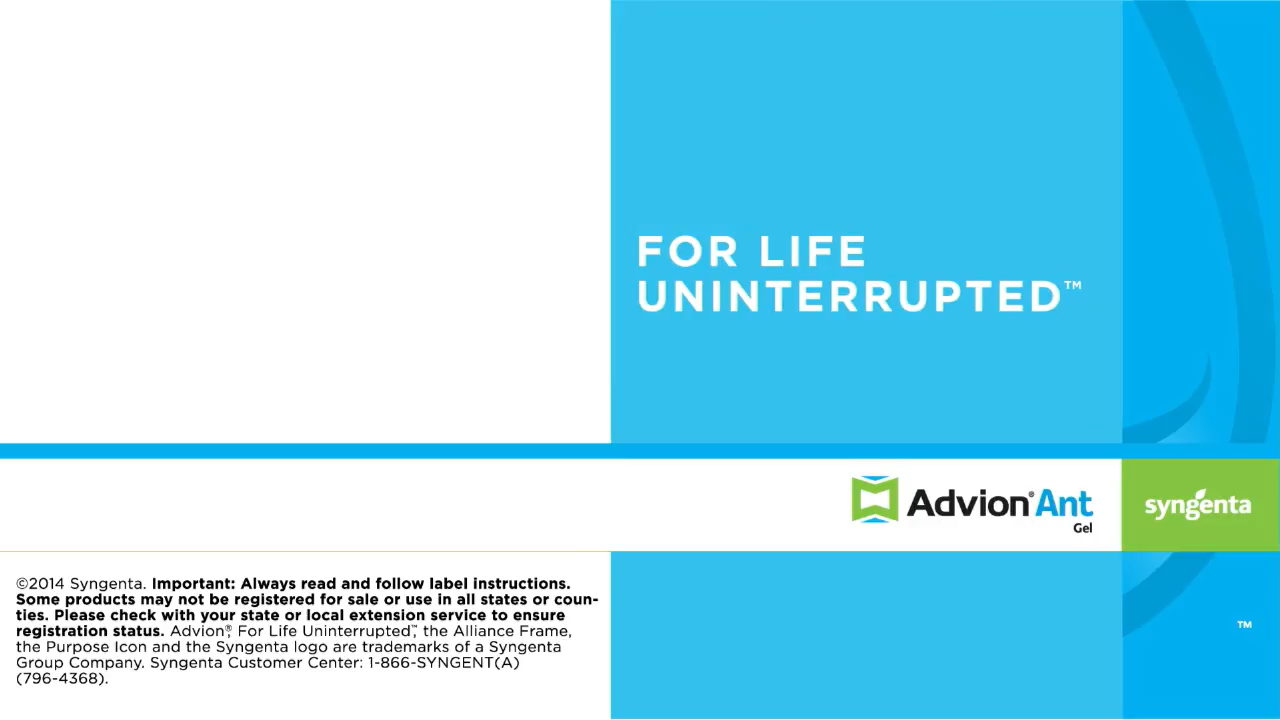 FOR LIFE
UNINTERRUPTED™
Advion® Ant
Gel
syngenta
©2014 Syngenta. Important: Always read and follow label instructions.
Some products may not be registered for sale or use in all states or coun-
ties. Please check with your state or local extension service to ensure
registration status. Advion®, For Life Uninterrupted™, the Alliance Frame,
the Purpose Icon and the Syngenta logo are trademarks of a Syngenta
Group Company. Syngenta Customer Center: 1-866-SYNGENT(A)
(796-4368).
™